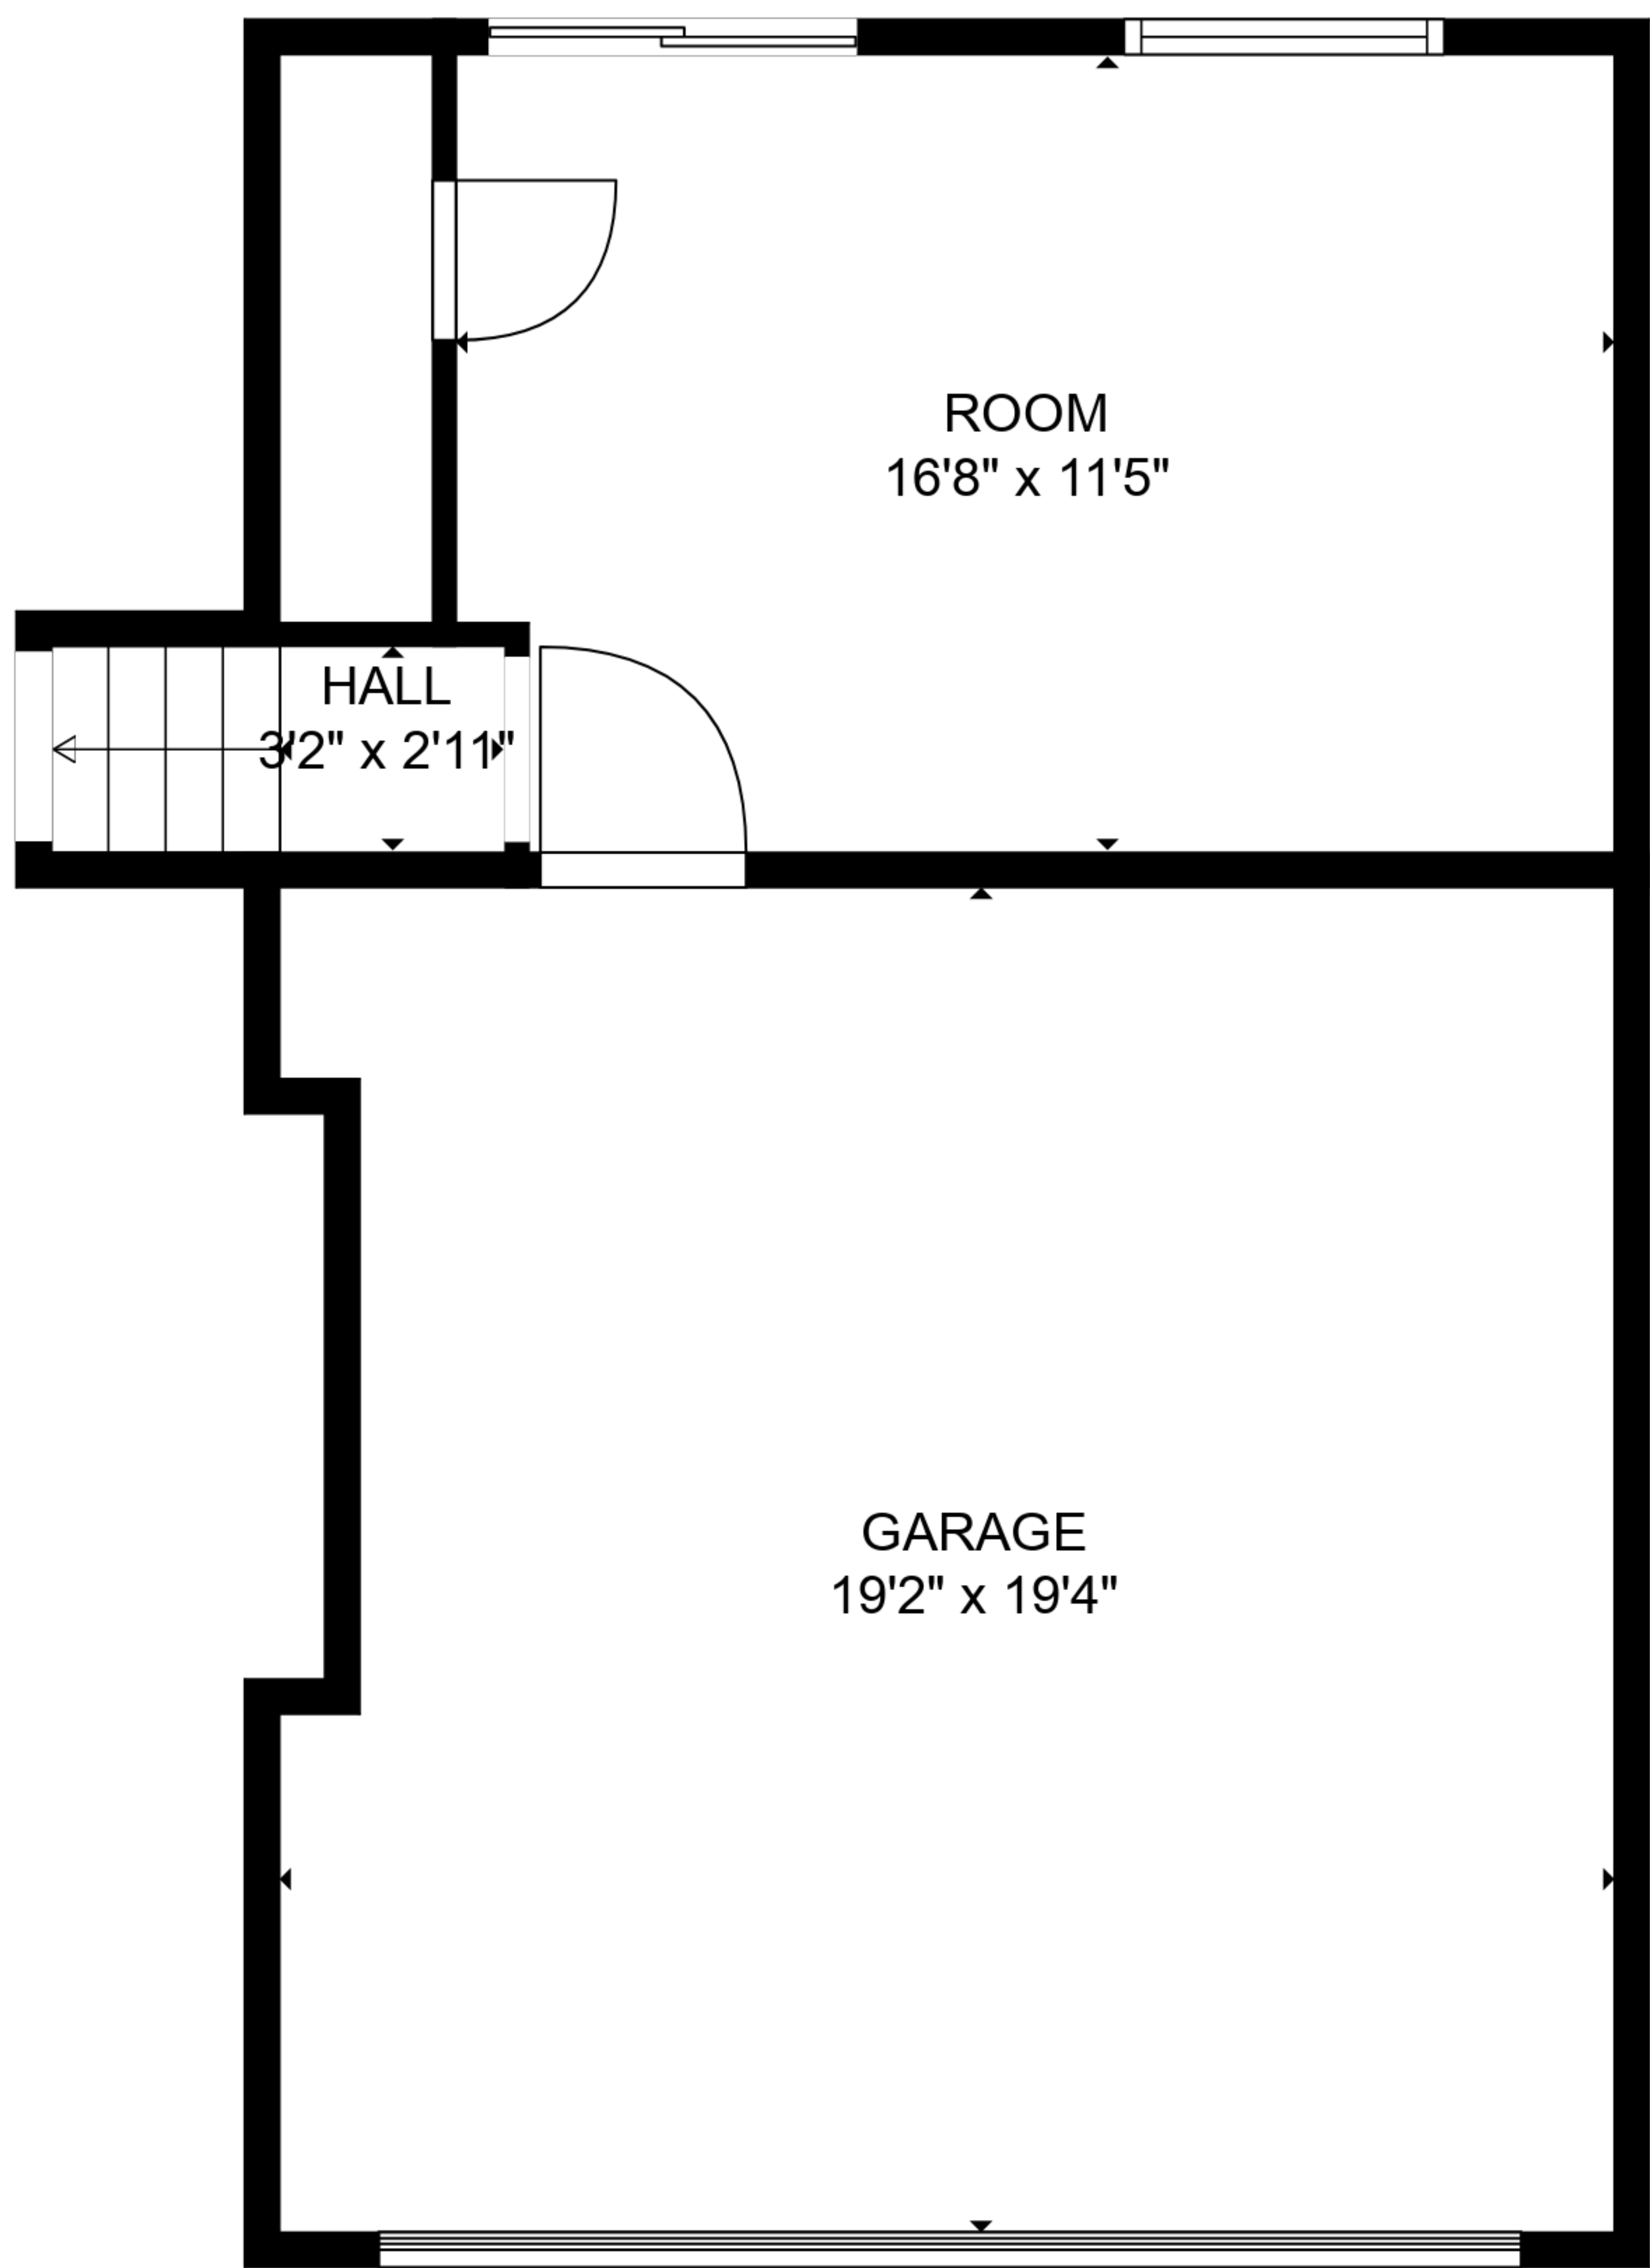 ROOM
16'8" x 11'5"
HALL
3'2" x 2'11"
GARAGE
19'2" x 19'4"